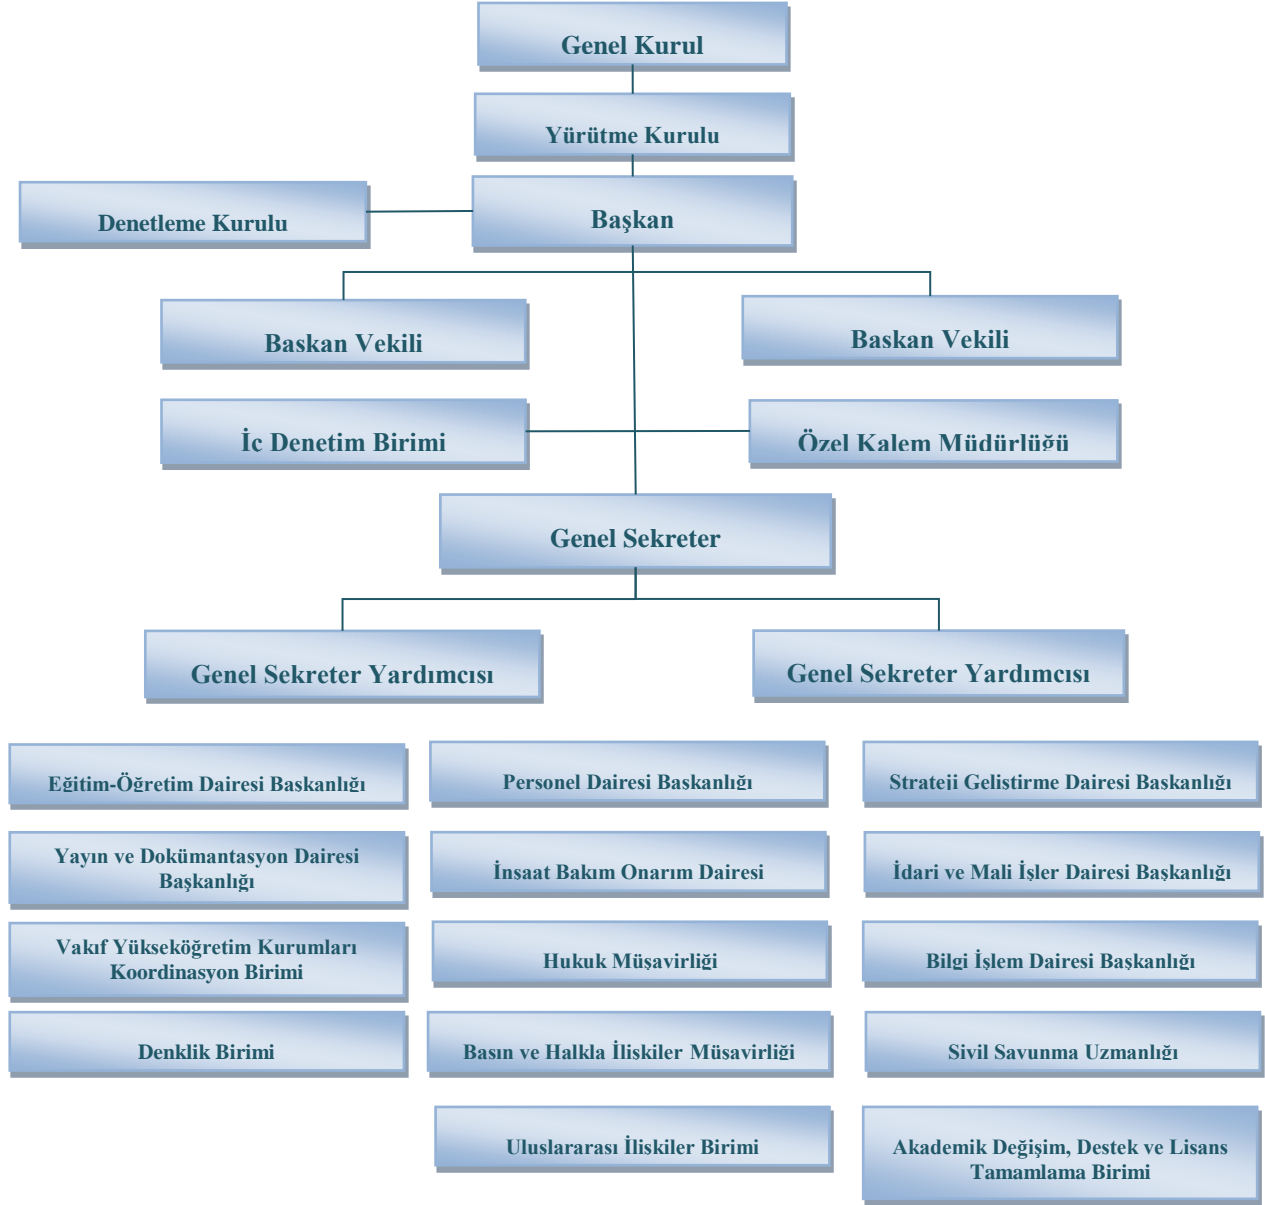 Genel Kurul
Yürütme Kurulu
Denetleme Kurulu
Başkan
Baskan Vekili
Baskan Vekili
İc Denetim Birimi
Özel Kalem Müdürlüğü
Genel Sekreter
Genel Sekreter Yardımcısı
Genel Sekreter Yardımcısı
Eğitim-Öğretim Dairesi Baskanlığı
Personel Dairesi Baskanlığı
Strateji Gelistirme Dairesi Baskanlığı
Yayın ve Dokümantasyon Dairesi
Başkanlığı
İnsaat Bakım Onarım Dairesi
İdari ve Mali İşler Dairesi Başkanlığı
Vakıf Yükseköğretim Kurumları
Koordinasyon Birimi
Hukuk Müşavirliği
Bilgi İşlem Dairesi Başkanlığı
Denklik Birimi
Basın ve Halkla İliskiler Müsavirliği
Sivil Savunma Uzmanlığı
Uluslararası İliskiler Birimi
Akademik Değişim, Destek ve Lisans
Tamamlama Birimi